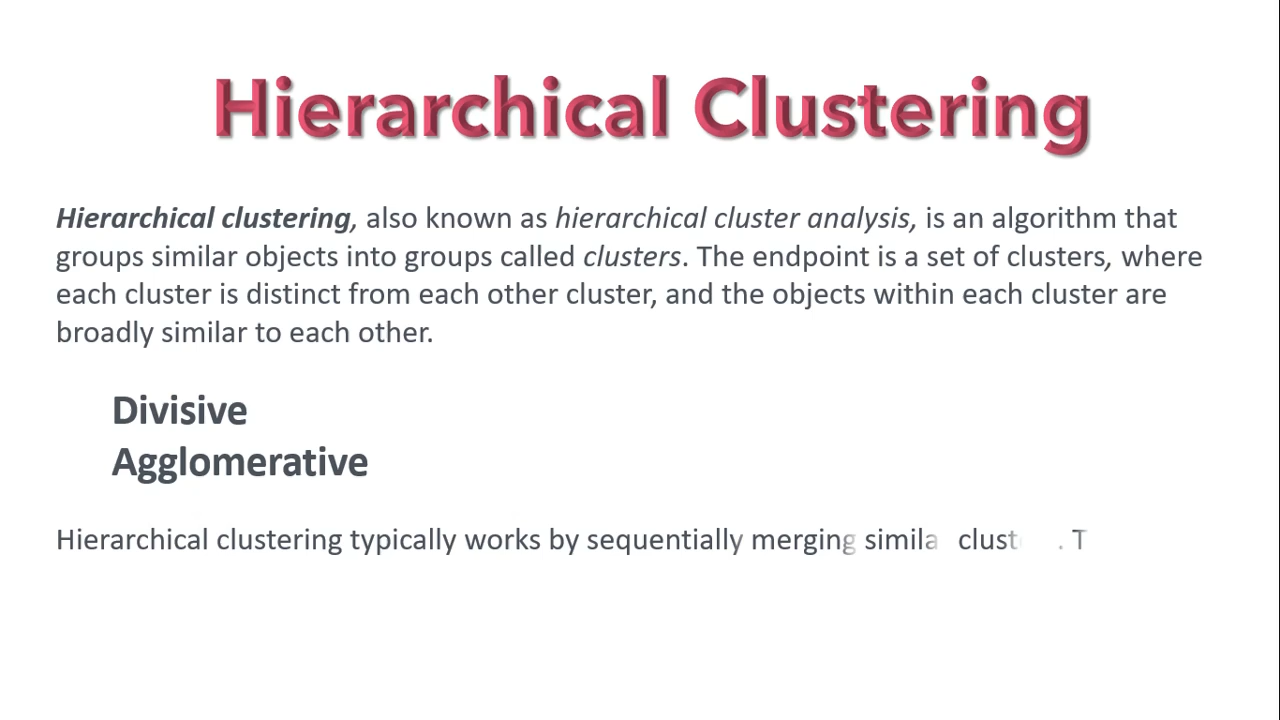 Hierarchical Clustering
Hierarchical clustering, also known as hierarchical cluster analysis, is an algorithm that
groups similar objects into groups called clusters. The endpoint is a set of clusters, where
each cluster is distinct from each other cluster, and the objects within each cluster are
broadly similar to each other.
Divisive
Agglomerative
Hierarchical clustering typically works by sequentially merging